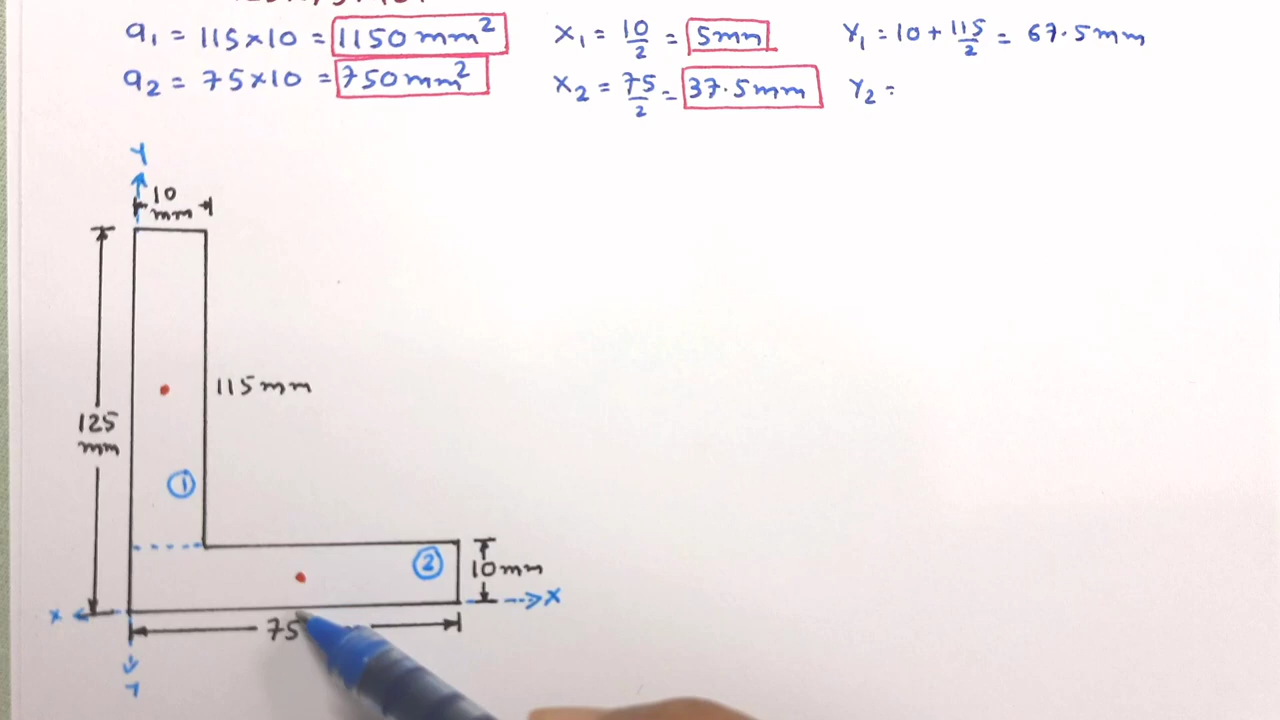 a₁ = 115×10 = 1150 mm² x₁ = 10/2 = 5mm Y₁ = 10 + 115/2 = 67.5mm
a₂ = 75×10 = 750mm² x₂ = 75/2 = 37.5mm Y₂ =
Y
10
mm
115mm
125
mm
①
②
10mm
X
X
75
Y